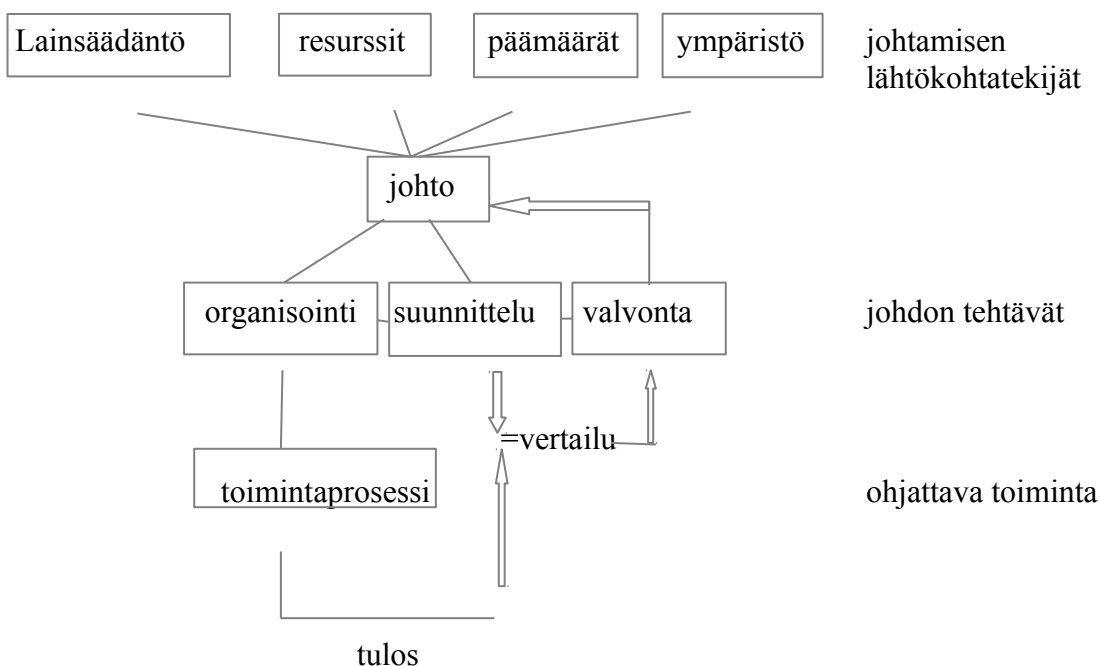 Lainsäädäntö resurssit päämäärät ympäristö johtamisen
lähtökohtatekijät
johto
organisointi suunnittelu valvonta johdon tehtävät
=vertailu
toimintaprosessi ohjattava toiminta
tulos